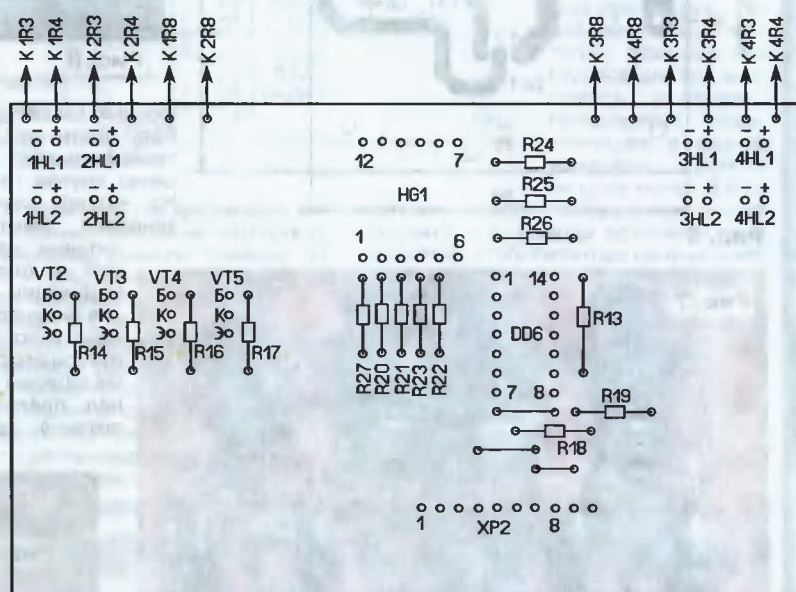 К 1R3 К 1R4 К 2R3 К 2R4 К 1R8 К 2R8 К 3R8 К 4R8 К 3R3 К 3R4 К 4R3 К 4R4
− + − + − + − +
1HL1 2HL1 3HL1 4HL1
− + − + − + − +
1HL2 2HL2 3HL2 4HL2
12 7
HG1
1 6
R24
R25
R26
VT2 VT3 VT4 VT5
Б Б Б Б
К К К К
Э Э Э Э
R14 R15 R16 R17
R27 R20 R21 R23 R22
1 14
DD6
7 8
R13
R19
R18
1 8
XP2